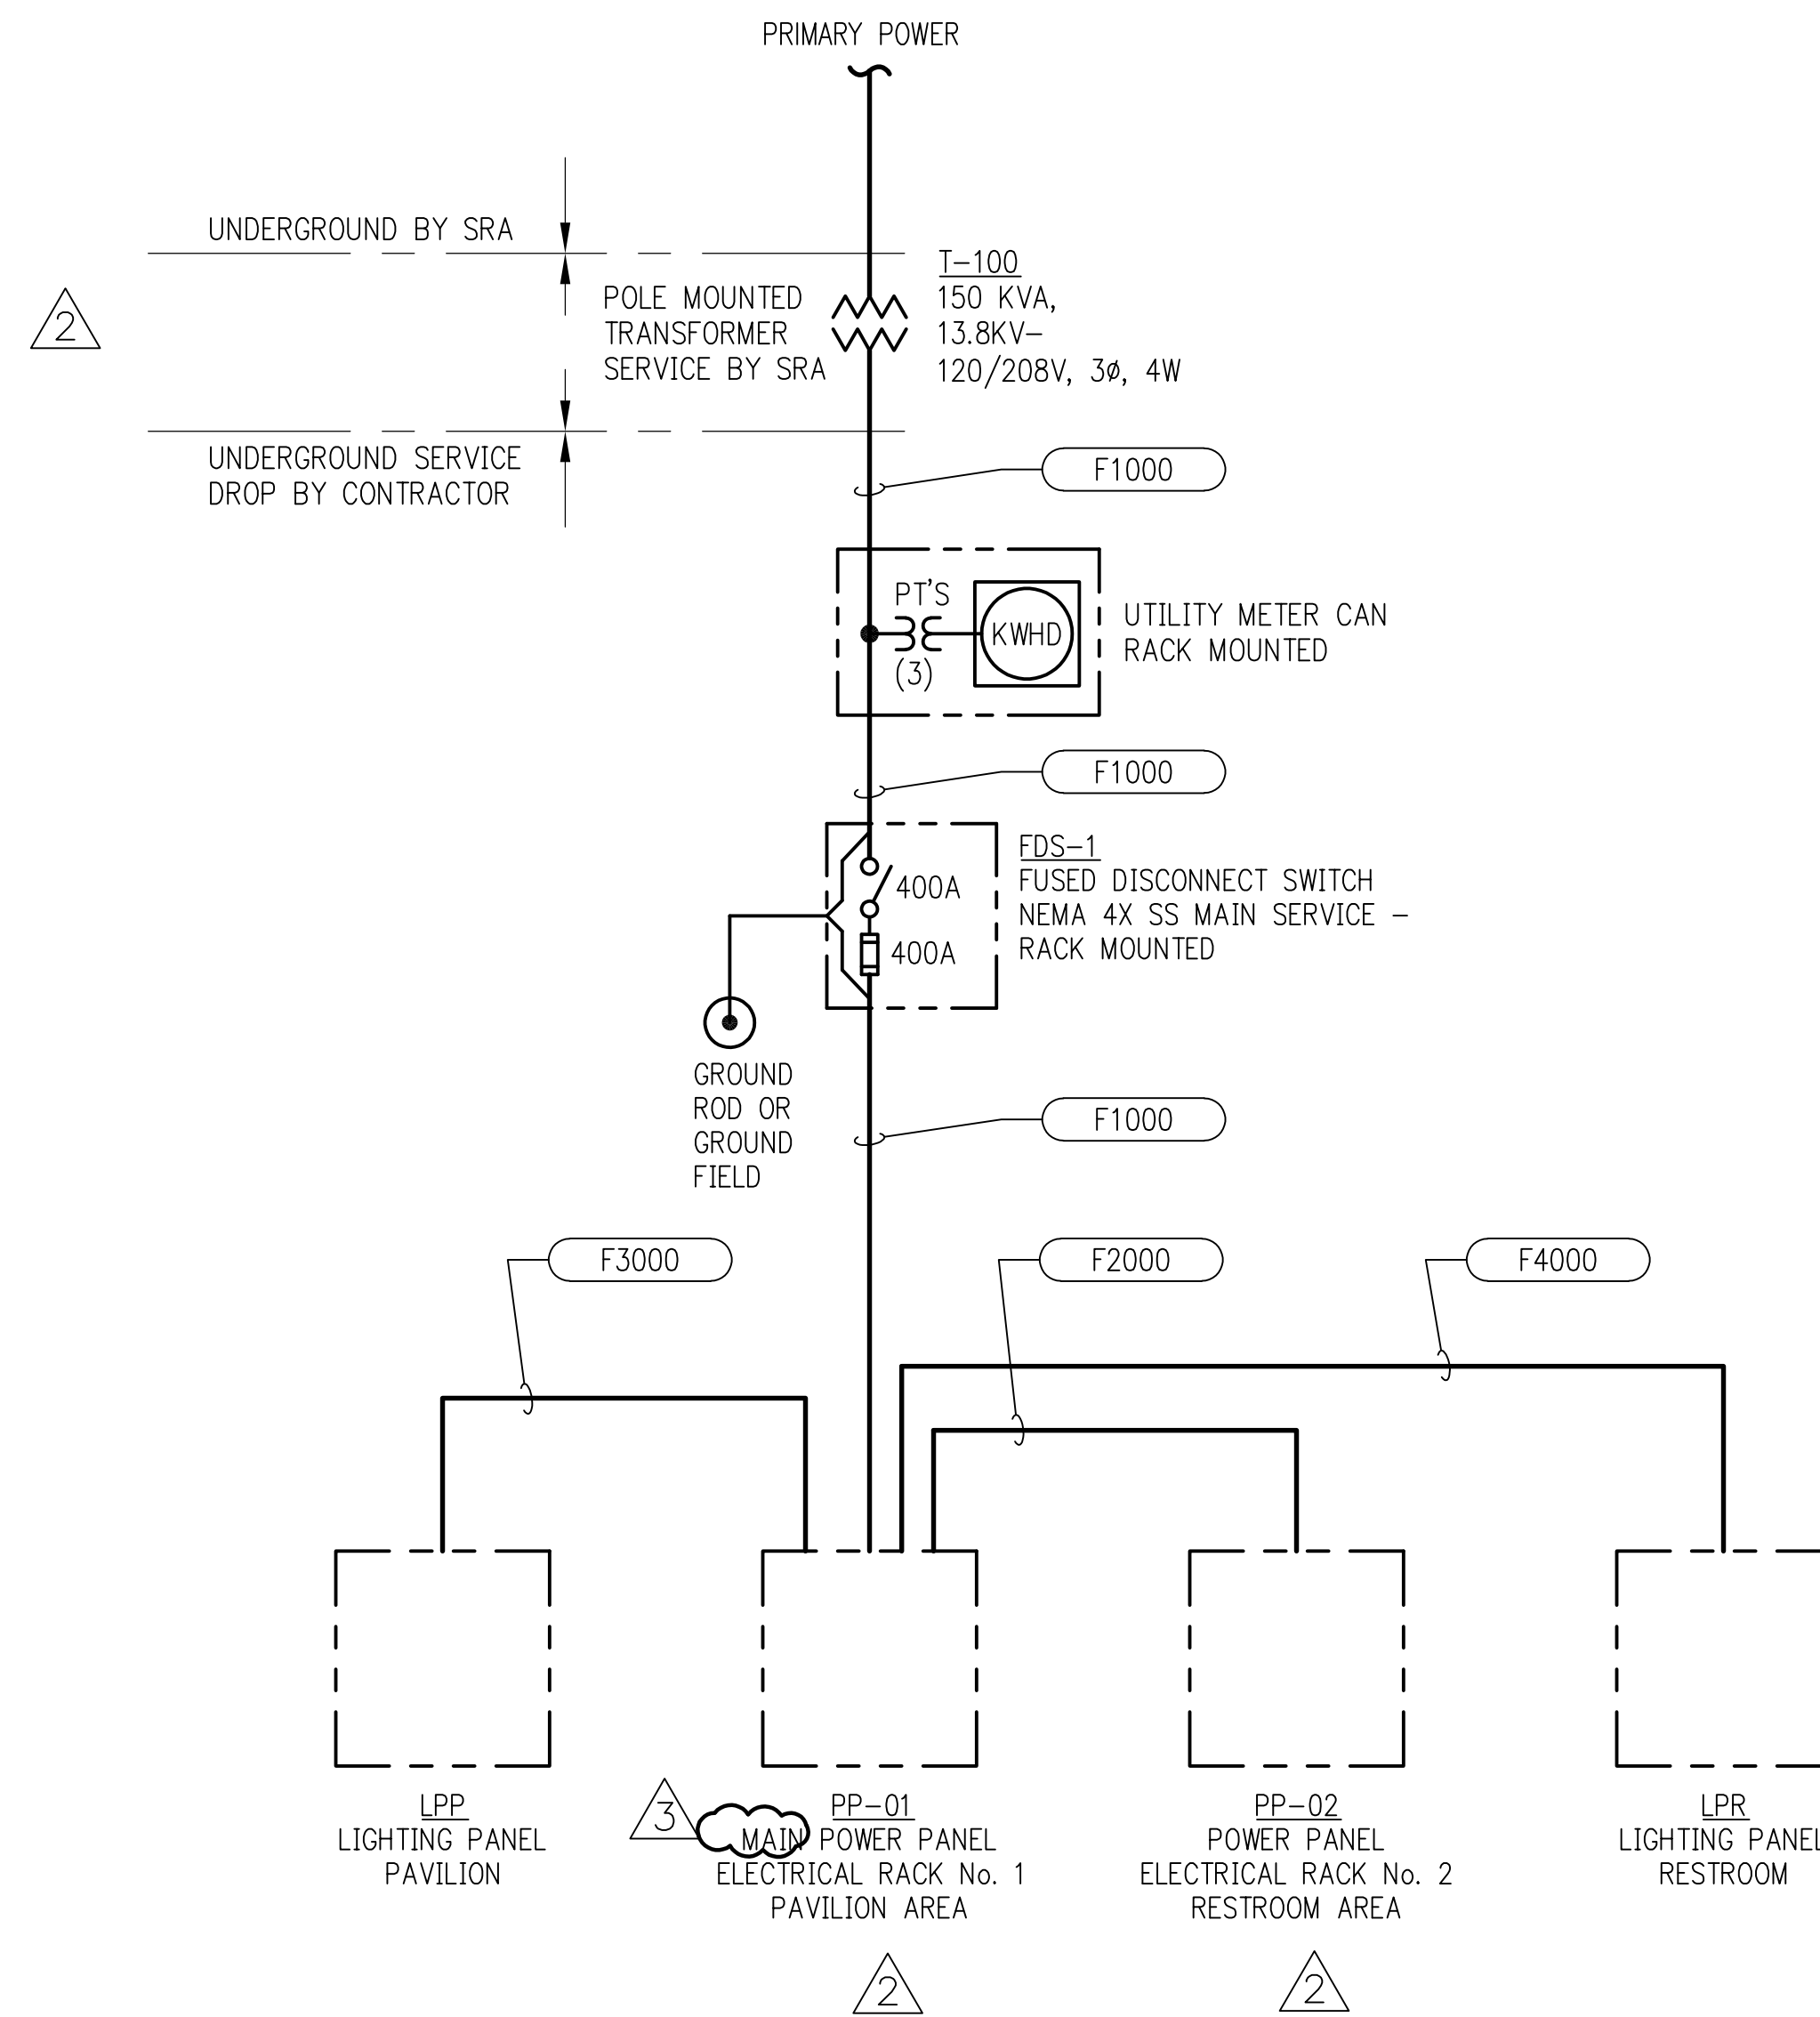 PRIMARY POWER
UNDERGROUND BY SRA
2
POLE MOUNTED
TRANSFORMER
SERVICE BY SRA
T-100
150 KVA,
13.8KV-
120/208V, 3ø, 4W
UNDERGROUND SERVICE
DROP BY CONTRACTOR
F1000
PT'S
(3)
KWHD
UTILITY METER CAN
RACK MOUNTED
F1000
400A
400A
FDS-1
FUSED DISCONNECT SWITCH
NEMA 4X SS MAIN SERVICE -
RACK MOUNTED
GROUND
ROD OR
GROUND
FIELD
F1000
F3000
F2000
F4000
LPP
LIGHTING PANEL
PAVILION
3
PP-01
MAIN POWER PANEL
ELECTRICAL RACK No. 1
PAVILION AREA
2
PP-02
POWER PANEL
ELECTRICAL RACK No. 2
RESTROOM AREA
2
LPR
LIGHTING PANEL
RESTROOM